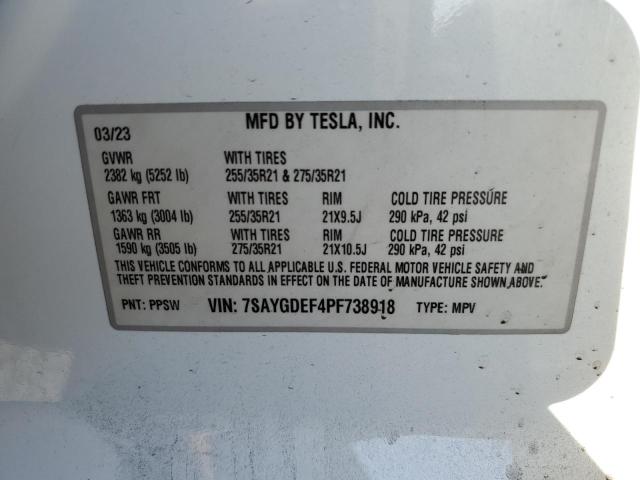 MFD BY TESLA, INC.
03/23
GVWR WITH TIRES
2382 kg (5252 lb) 255/35R21 & 275/35R21
GAWR FRT WITH TIRES RIM COLD TIRE PRESSURE
1363 kg (3004 lb) 255/35R21 21X9.5J 290 kPa, 42 psi
GAWR RR WITH TIRES RIM COLD TIRE PRESSURE
1590 kg (3505 lb) 275/35R21 21X10.5J 290 kPa, 42 psi
THIS VEHICLE CONFORMS TO ALL APPLICABLE U.S. FEDERAL MOTOR VEHICLE SAFETY AND
THEFT PREVENTION STANDARDS IN EFFECT ON THE DATE OF MANUFACTURE SHOWN ABOVE.
PNT: PPSW VIN: 7SAYGDEF4PF738918 TYPE: MPV